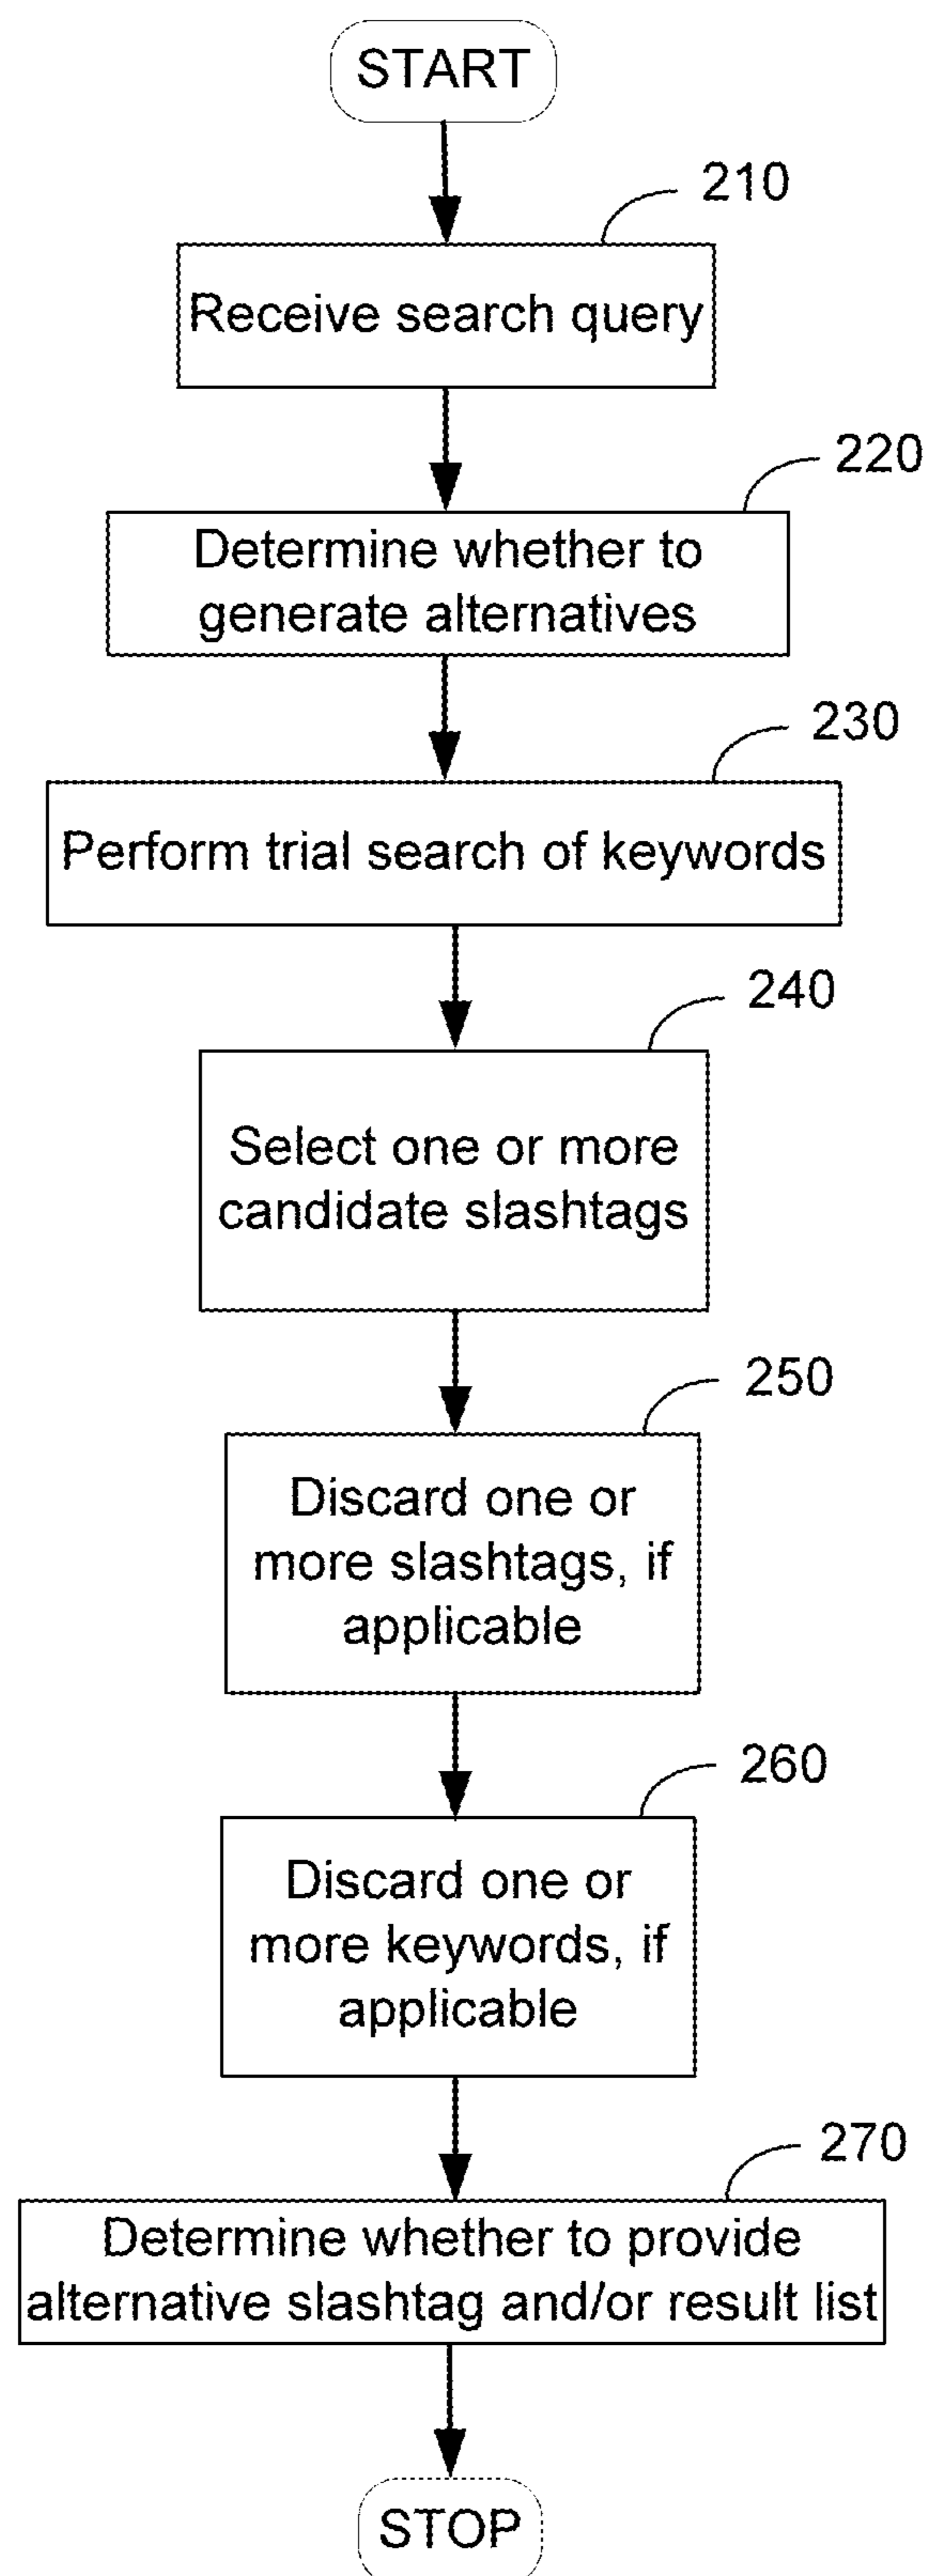 START
210
Receive search query
220
Determine whether to
generate alternatives
230
Perform trial search of keywords
240
Select one or more
candidate slashtags
250
Discard one or
more slashtags, if
applicable
260
Discard one or
more keywords, if
applicable
270
Determine whether to provide
alternative slashtag and/or result list
STOP